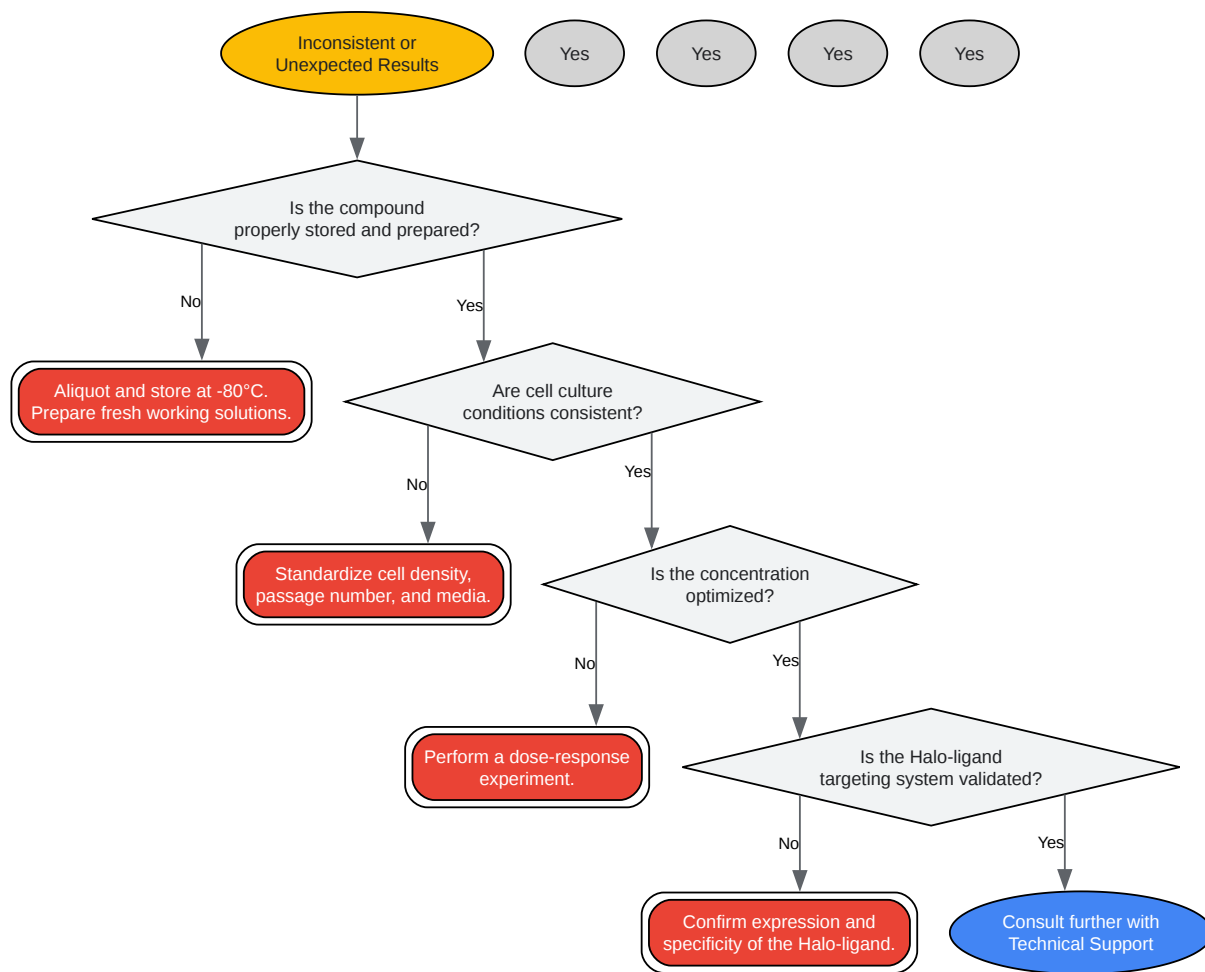 Inconsistent or
Unexpected Results
Yes
Yes
Yes
Yes
Is the compound
properly stored and prepared?
No
Yes
Aliquot and store at -80°C.
Prepare fresh working solutions.
Are cell culture
conditions consistent?
No
Yes
Standardize cell density,
passage number, and media.
Is the concentration
optimized?
No
Yes
Perform a dose-response
experiment.
Is the Halo-ligand
targeting system validated?
No
Yes
Confirm expression and
specificity of the Halo-ligand.
Consult further with
Technical Support